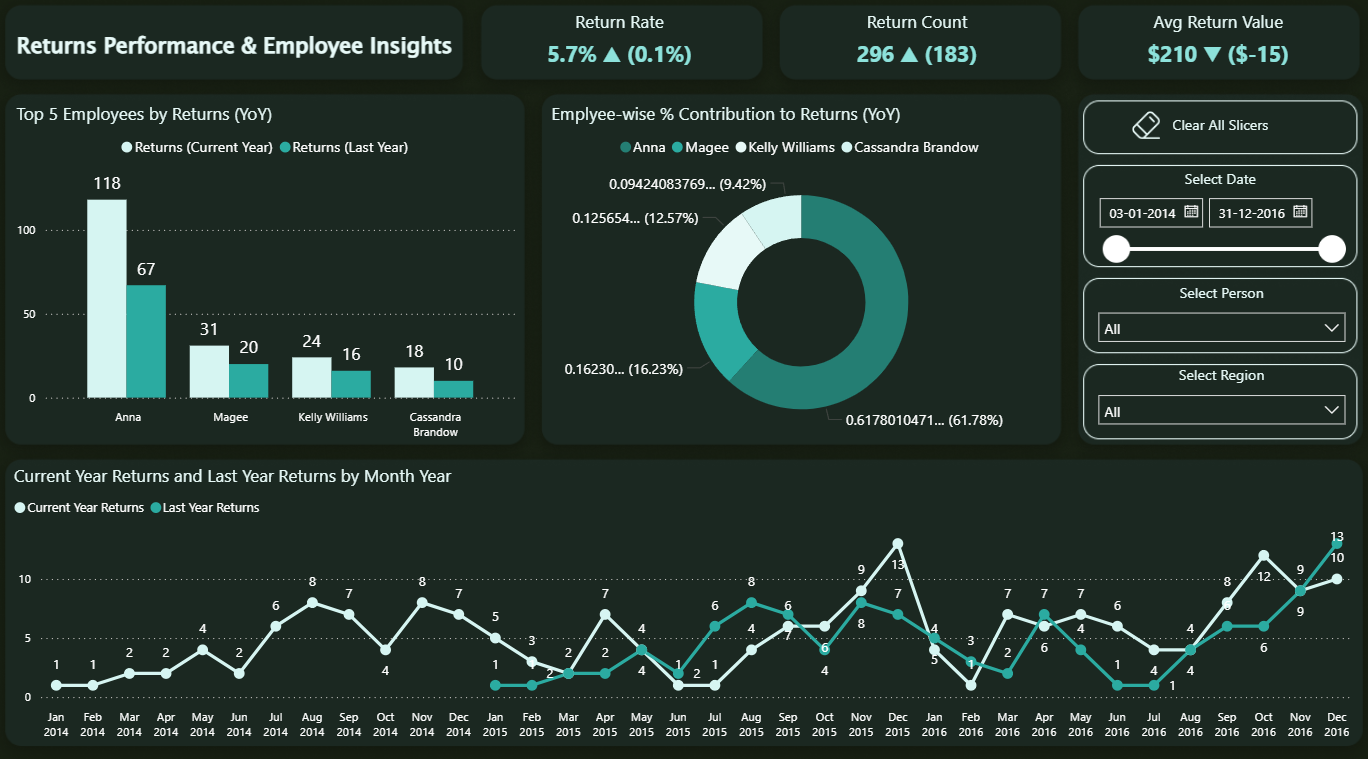 Returns Performance & Employee Insights
Return Rate
5.7% ▲ (0.1%)
Return Count
296 ▲ (183)
Avg Return Value
$210 ▼ ($-15)
Top 5 Employees by Returns (YoY)
Returns (Current Year) Returns (Last Year)
118
67
31
20
24
16
18
10
100
50
0
Anna
Magee
Kelly Williams
Cassandra
Brandow
Emplyee-wise % Contribution to Returns (YoY)
Anna Magee Kelly Williams Cassandra Brandow
0.09424083769... (9.42%)
0.125654... (12.57%)
0.16230... (16.23%)
0.6178010471... (61.78%)
Clear All Slicers
Select Date
03-01-2014 31-12-2016
Select Person
All
Select Region
All
Current Year Returns and Last Year Returns by Month Year
Current Year Returns Last Year Returns
10
5
0
1 1 2 2 4 2 6 8 7 4 8 7 5 3 2 7 4 1 1 4 7 6 9 13 4 1 7 6 7 6 4 4 8 12 9 10
1 1 2 2 4 2 6 8 6 4 8 7 5 3 2 7 4 1 1 4 6 6 9 13
Jan Feb Mar Apr May Jun Jul Aug Sep Oct Nov Dec Jan Feb Mar Apr May Jun Jul Aug Sep Oct Nov Dec Jan Feb Mar Apr May Jun Jul Aug Sep Oct Nov Dec
2014 2014 2014 2014 2014 2014 2014 2014 2014 2014 2014 2014 2015 2015 2015 2015 2015 2015 2015 2015 2015 2015 2015 2015 2016 2016 2016 2016 2016 2016 2016 2016 2016 2016 2016 2016